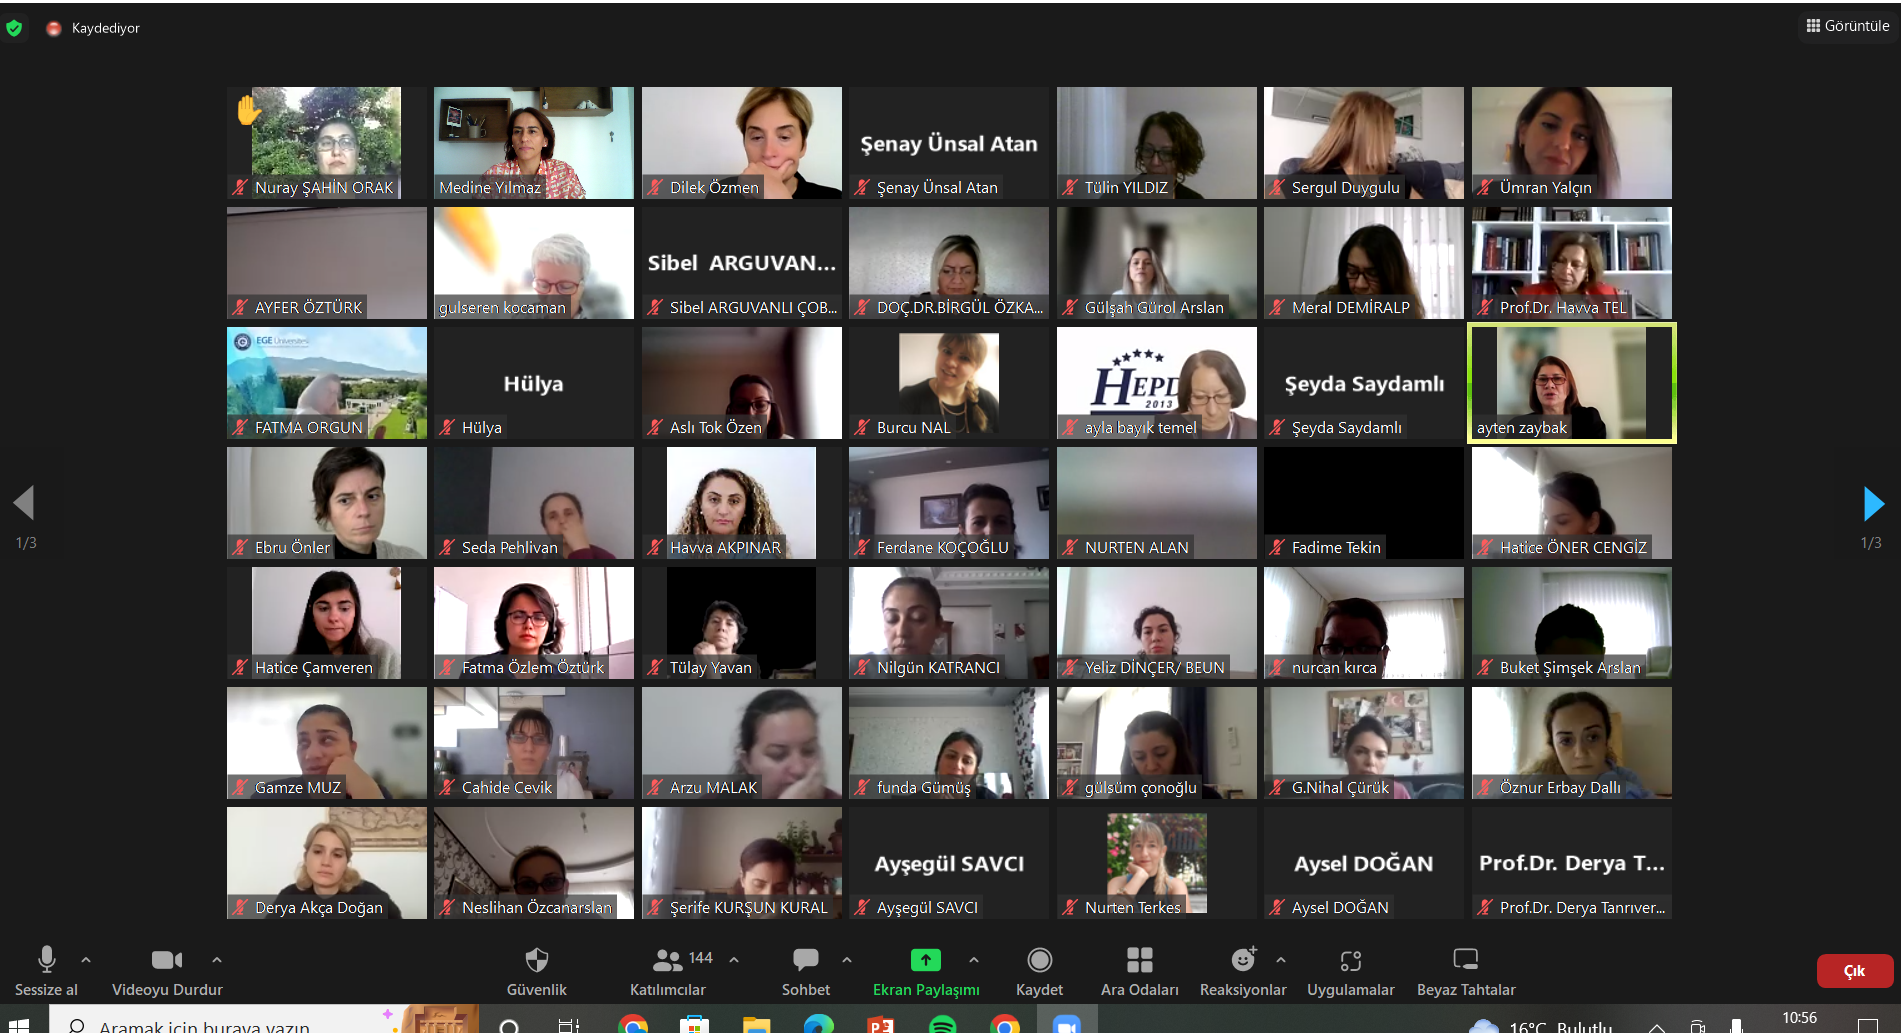 Kaydediyor
Görüntüle
Nuray ŞAHİN ORAK
Medine Yılmaz
Dilek Özmen
Şenay Ünsal Atan
Şenay Ünsal Atan
Tülin YILDIZ
Sergul Duygulu
Ümran Yalçın
AYFER ÖZTÜRK
gulseren kocaman
Sibel ARGUVAN...
Sibel ARGUVANLI ÇOB...
DOÇ.DR.BİRGÜL ÖZKA...
Gülşah Gürol Arslan
Meral DEMİRALP
Prof.Dr. Havva TEL
EGE Üniversitesi
FATMA ORGUN
Hülya
Hülya
Aslı Tok Özen
Burcu NAL
HEPD
2013
ayla bayık temel
Şeyda Saydamlı
Şeyda Saydamlı
ayten zaybak
Ebru Önler
Seda Pehlivan
Havva AKPINAR
Ferdane KOÇOĞLU
NURTEN ALAN
Fadime Tekin
Hatice ÖNER CENGİZ
1/3
1/3
Hatice Çamveren
Fatma Özlem Öztürk
Tülay Yavan
Nilgün KATRANCI
Yeliz DİNÇER/ BEUN
nurcan kırca
Buket Şimşek Arslan
Gamze MUZ
Cahide Cevik
Arzu MALAK
funda Gümüş
gülsüm çonoğlu
G.Nihal Çürük
Öznur Erbay Dallı
Derya Akça Doğan
Neslihan Özcanarslan
Şerife KURŞUN KURAL
Ayşegül SAVCI
Ayşegül SAVCI
Nurten Terkes
Aysel DOĞAN
Aysel DOĞAN
Prof.Dr. Derya T...
Prof.Dr. Derya Tanrıver...
144
Sessize al
Videoyu Durdur
Güvenlik
Katılımcılar
Sohbet
Ekran Paylaşımı
Kaydet
Ara Odaları
Reaksiyonlar
Uygulamalar
Beyaz Tahtalar
Çık
Aramak için buraya yazın
16°C Bulutlu
10:56